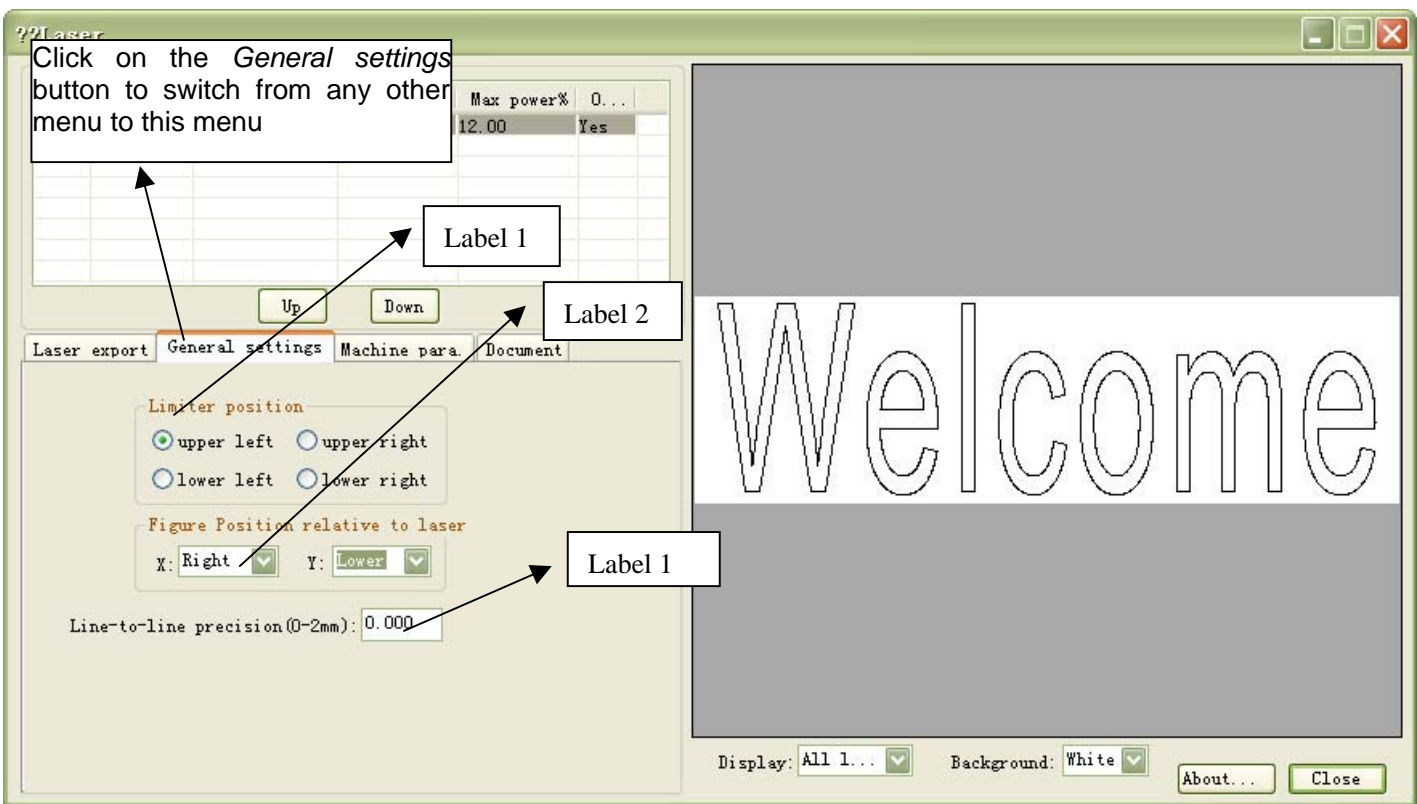 ??Laser
Click on the General settings
button to switch from any other
menu to this menu
Max power% O...
12.00 Yes
Label 1
Up Down
Label 2
Laser export General settings Machine para. Document
Limiter position
upper left upper right
lower left lower right
Figure Position relative to laser
X: Right Y: Lower
Label 1
Line-to-line precision(0-2mm): 0.000
Welcome
Display: All l... Background: White
About... Close